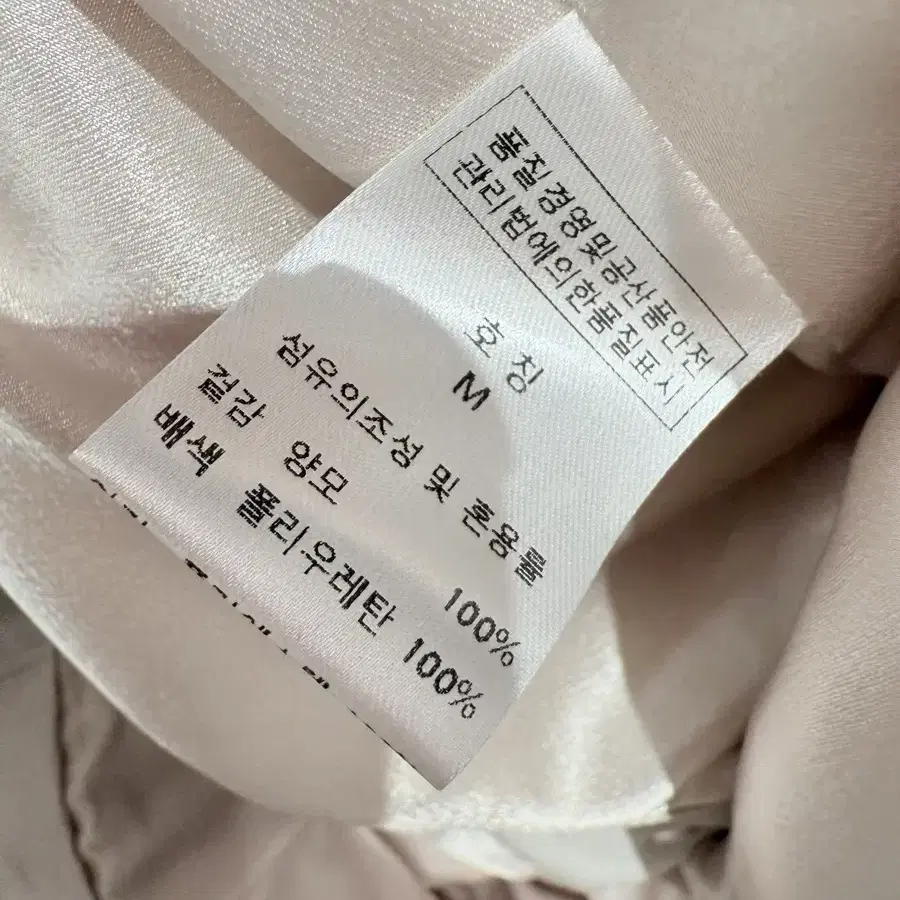 품질경영및공산품안전
관리법에의한품질표시
호칭
M
섬유의조성 및 혼용률
겉감 양모 100%
배색 폴리우레탄 100%